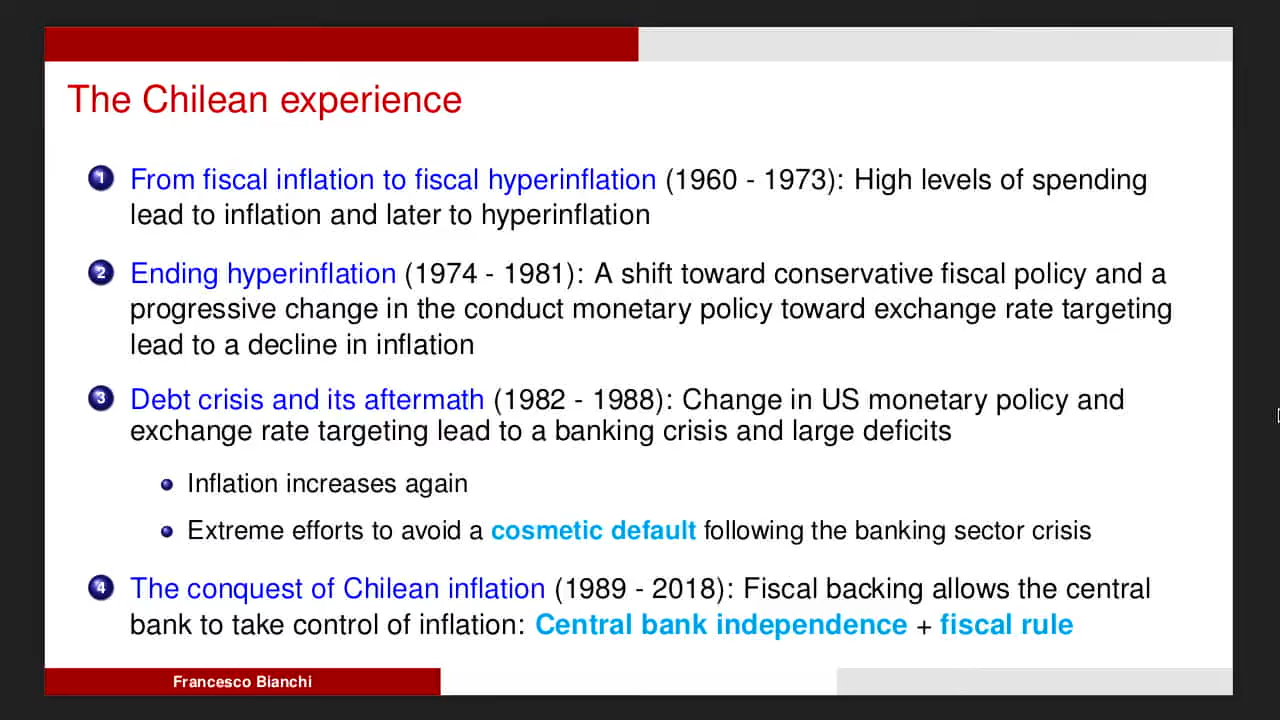 The Chilean experience
1 From fiscal inflation to fiscal hyperinflation (1960 - 1973): High levels of spending
lead to inflation and later to hyperinflation
2 Ending hyperinflation (1974 - 1981): A shift toward conservative fiscal policy and a
progressive change in the conduct monetary policy toward exchange rate targeting
lead to a decline in inflation
3 Debt crisis and its aftermath (1982 - 1988): Change in US monetary policy and
exchange rate targeting lead to a banking crisis and large deficits
Inflation increases again
Extreme efforts to avoid a cosmetic default following the banking sector crisis
4 The conquest of Chilean inflation (1989 - 2018): Fiscal backing allows the central
bank to take control of inflation: Central bank independence + fiscal rule
Francesco Bianchi